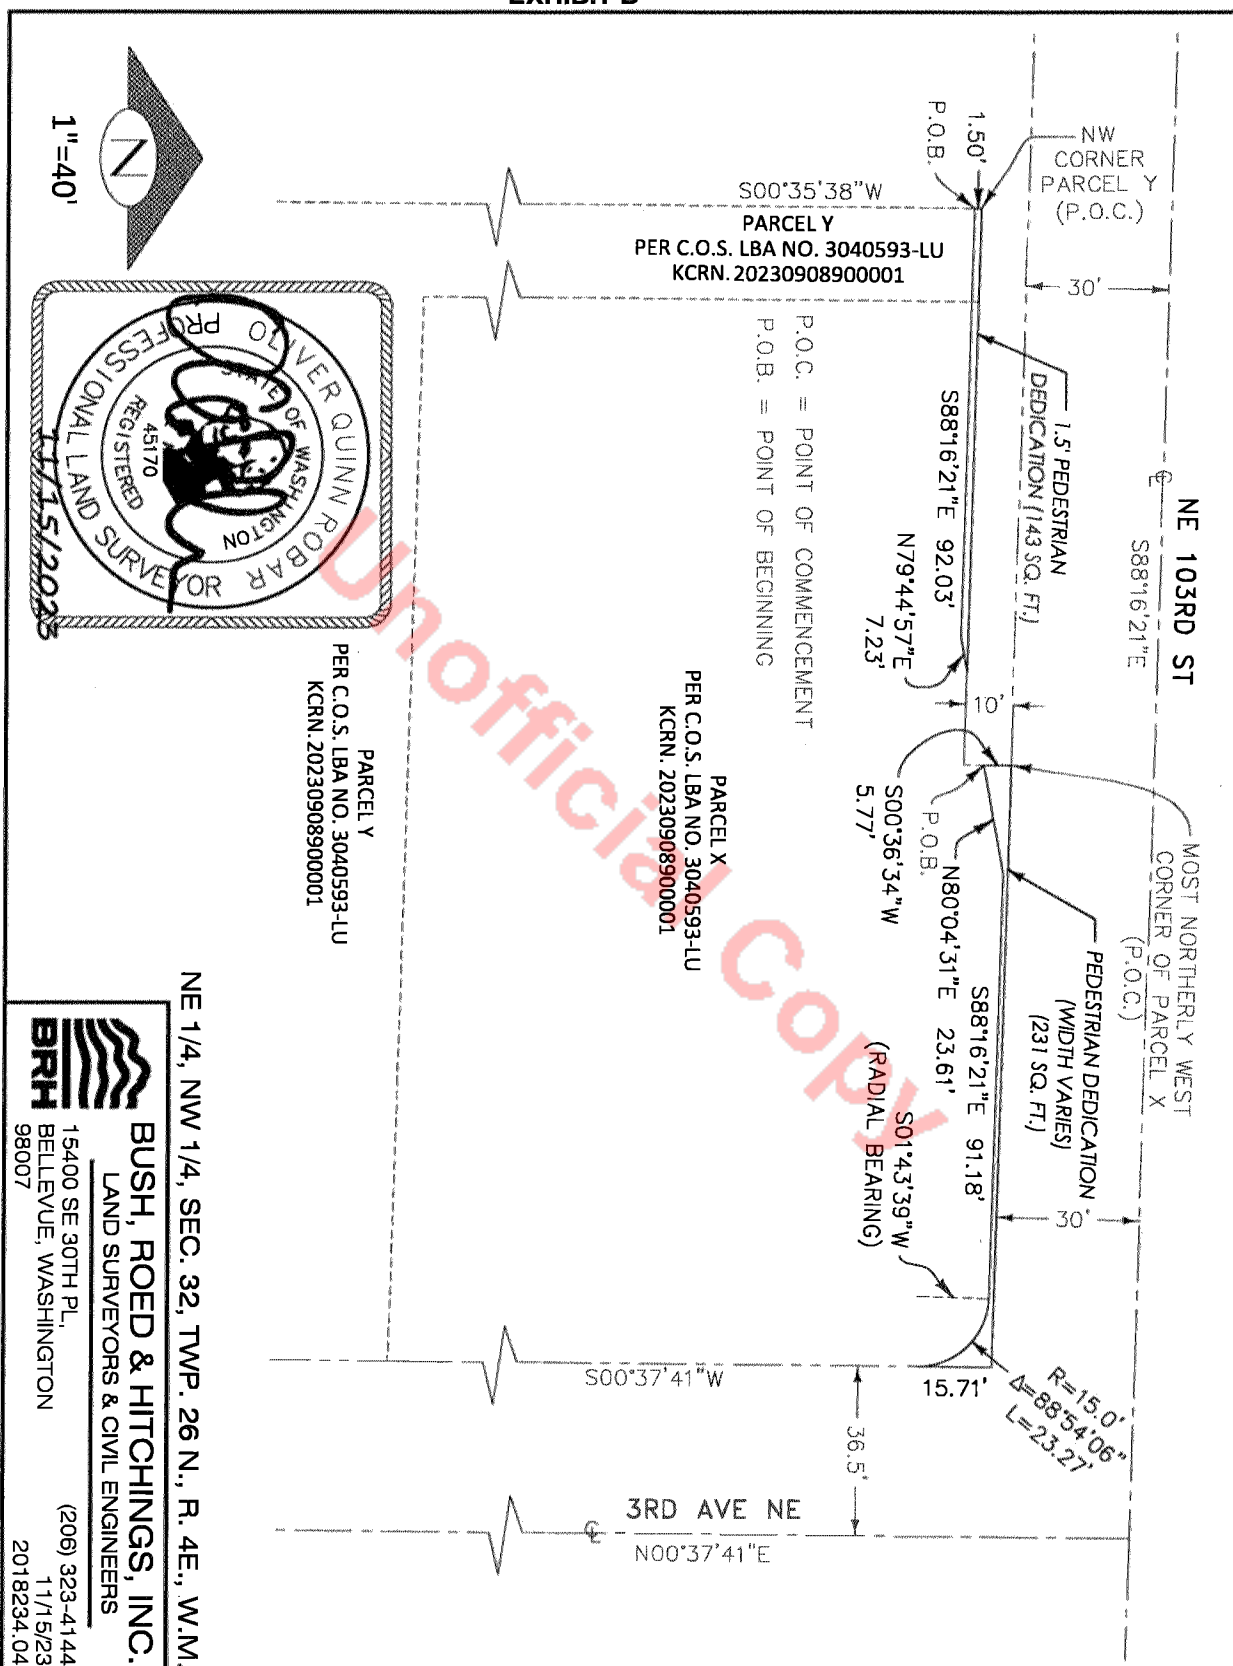 1"=40'
N
NW
CORNER
PARCEL Y
(P.O.C.)
1.50'
P.O.B.
S00°35'38"W
PARCEL Y
PER C.O.S. LBA NO. 3040593-LU
KCRN. 20230908900001
30'
1.5' PEDESTRIAN
DEDICATION (143 SQ. FT.)
NE 103RD ST
S88°16'21"E
S88°16'21"E 92.03'
N79°44'57"E
7.23'
10'
P.O.C. = POINT OF COMMENCEMENT
P.O.B. = POINT OF BEGINNING
MOST NORTHERLY WEST
CORNER OF PARCEL X
(P.O.C.)
S00°36'34"W
5.77'
P.O.B.
N80°04'31"E 23.61'
PEDESTRIAN DEDICATION
(WIDTH VARIES)
(231 SQ. FT.)
S88°16'21"E 91.18'
S01°43'39"W
(RADIAL BEARING)
30'
PARCEL X
PER C.O.S. LBA NO. 3040593-LU
KCRN. 20230908900001
PARCEL Y
PER C.O.S. LBA NO. 3040593-LU
KCRN. 20230908900001
R=15.0'
Δ=88°54'06"
L=23.27'
15.71'
S00°37'41"W
36.5'
3RD AVE NE
N00°37'41"E
OLIVER QUINN ROBAR
STATE OF WASHINGTON
45170
REGISTERED
PROFESSIONAL LAND SURVEYOR
11/15/2023
Unofficial Copy
NE 1/4, NW 1/4, SEC. 32, TWP. 26 N., R. 4E., W.M.
BRH
BUSH, ROED & HITCHINGS, INC.
LAND SURVEYORS & CIVIL ENGINEERS
15400 SE 30TH PL,
BELLEVUE, WASHINGTON
98007
(206) 323-4144
11/15/23
2018234.04